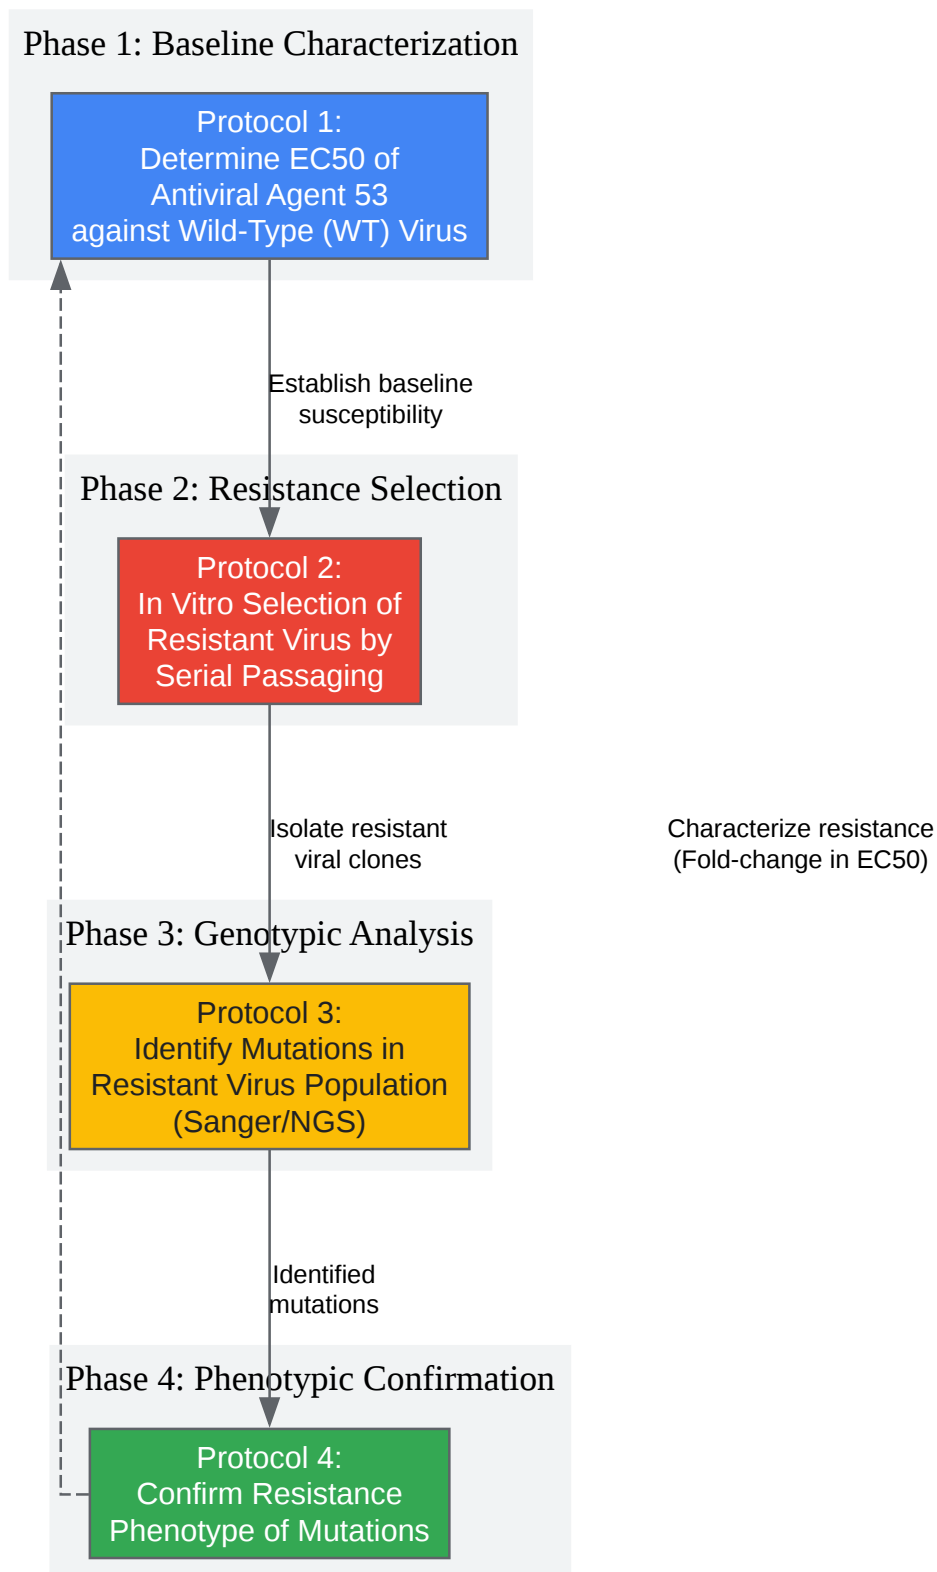 Phase 1: Baseline Characterization
Protocol 1:
Determine EC50 of
Antiviral Agent 53
against Wild-Type (WT) Virus
Establish baseline
susceptibility
Phase 2: Resistance Selection
Protocol 2:
In Vitro Selection of
Resistant Virus by
Serial Passaging
Isolate resistant
viral clones
Characterize resistance
(Fold-change in EC50)
Phase 3: Genotypic Analysis
Protocol 3:
Identify Mutations in
Resistant Virus Population
(Sanger/NGS)
Identified
mutations
Phase 4: Phenotypic Confirmation
Protocol 4:
Confirm Resistance
Phenotype of Mutations